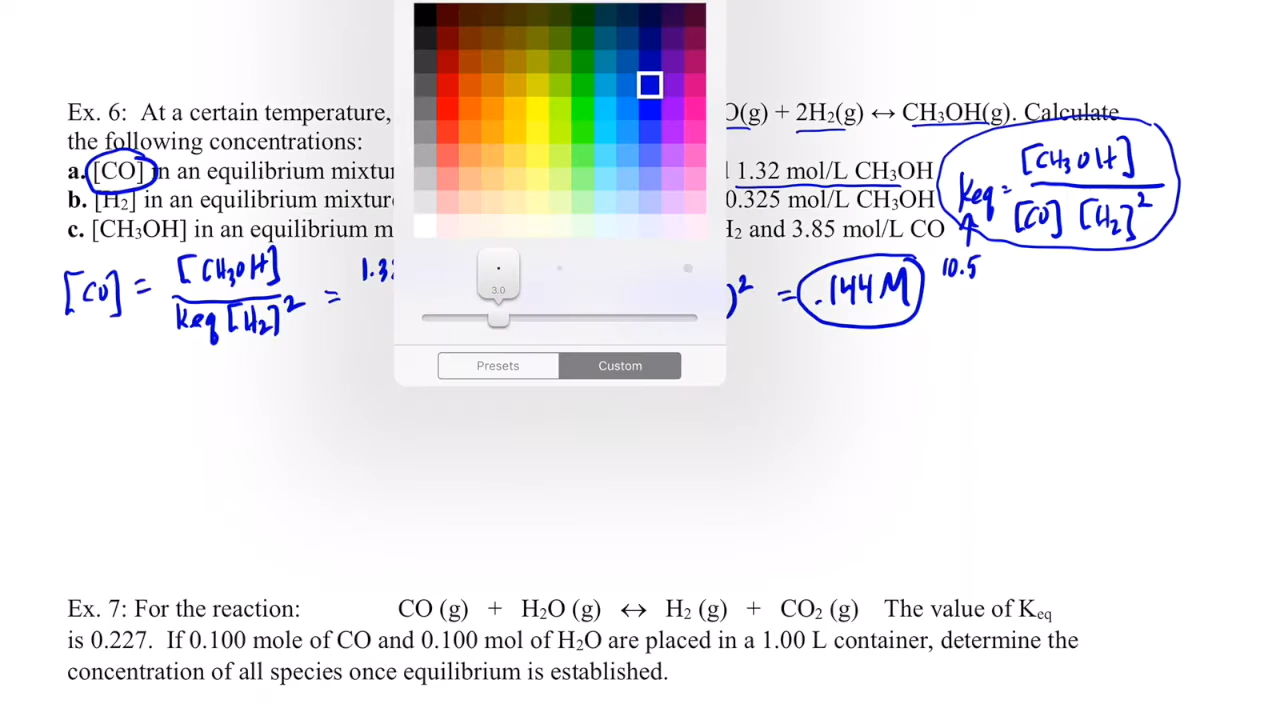 Ex. 6: At a certain temperature, O(g) + 2H₂(g) ↔ CH₃OH(g). Calculate
the following concentrations:
a. [CO] in an equilibrium mixtur l 1.32 mol/L CH₃OH
b. [H₂] in an equilibrium mixture 0.325 mol/L CH₃OH
c. [CH₃OH] in an equilibrium m H₂ and 3.85 mol/L CO
Keq = [CH₃OH] / [CO] [H₂]²
10.5
[CO] = [CH₃OH] / Keq [H₂]² = 1.32 )² = .144 M
3.0
Presets Custom
Ex. 7: For the reaction: CO (g) + H₂O (g) ↔ H₂ (g) + CO₂ (g) The value of Keq
is 0.227. If 0.100 mole of CO and 0.100 mol of H₂O are placed in a 1.00 L container, determine the
concentration of all species once equilibrium is established.